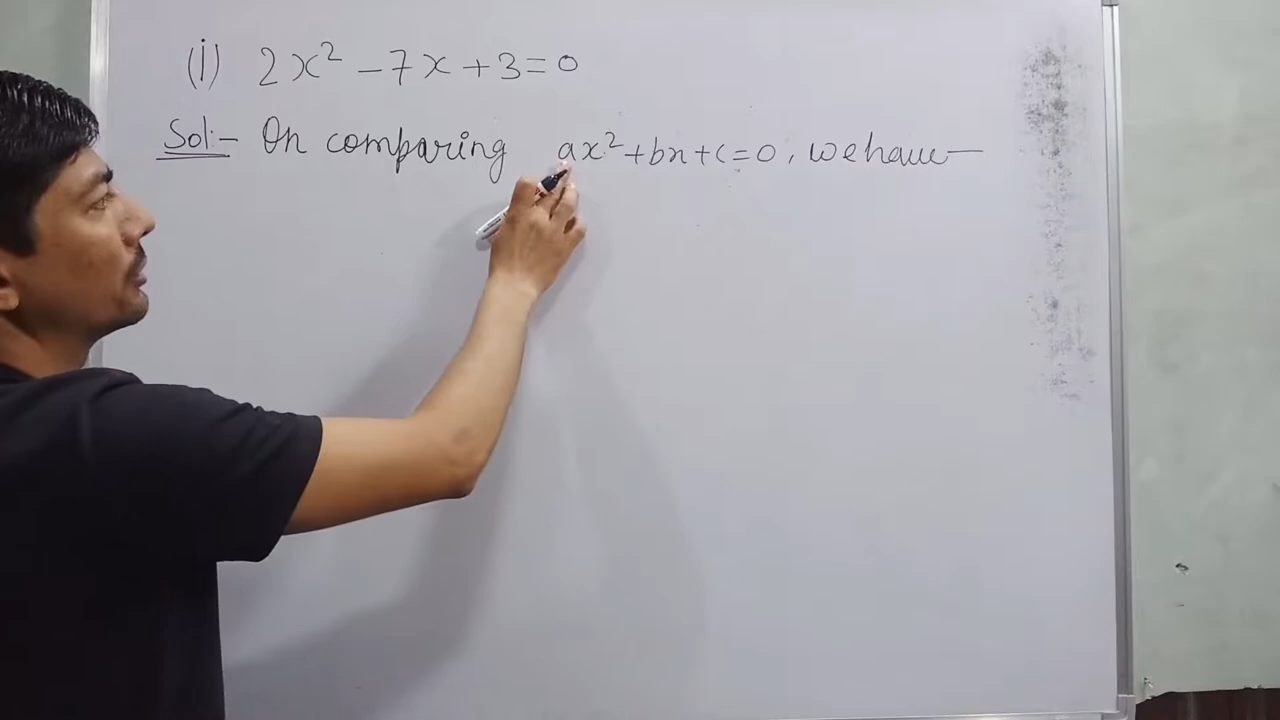 (i) 2x² - 7x + 3 = 0
Sol:- On comparing ax² + bx + c = 0, we have —